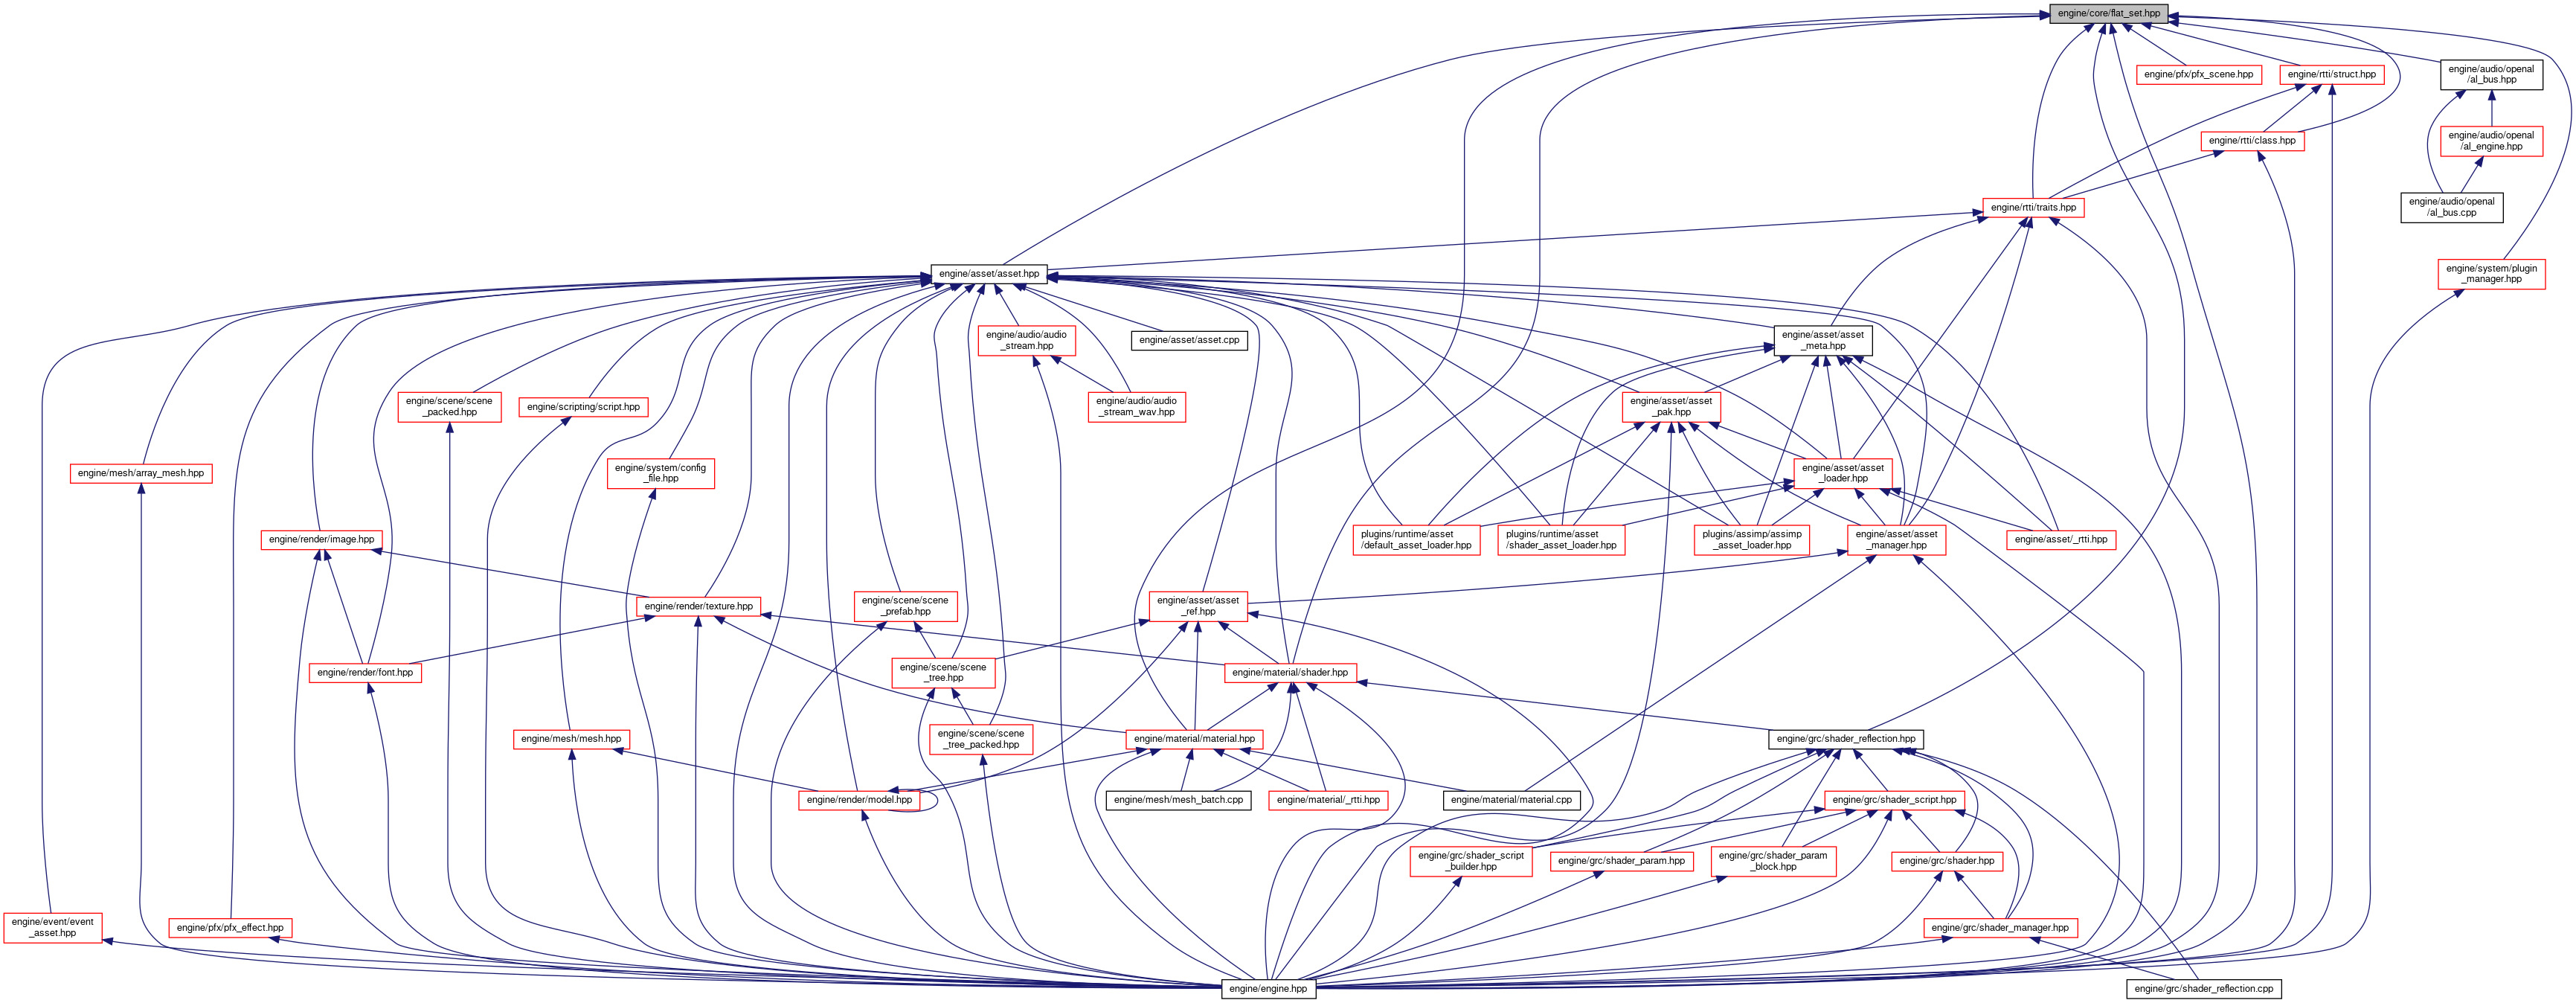 engine/core/flat_set.hpp
engine/pfx/pfx_scene.hpp
engine/rtti/struct.hpp
engine/audio/openal
/al_bus.hpp
engine/rtti/class.hpp
engine/audio/openal
/al_engine.hpp
engine/rtti/traits.hpp
engine/audio/openal
/al_bus.cpp
engine/asset/asset.hpp
engine/system/plugin
_manager.hpp
engine/audio/audio
_stream.hpp
engine/asset/asset.cpp
engine/asset/asset
_meta.hpp
engine/scene/scene
_packed.hpp
engine/scripting/script.hpp
engine/audio/audio
_stream_wav.hpp
engine/asset/asset
_pak.hpp
engine/mesh/array_mesh.hpp
engine/system/config
_file.hpp
engine/asset/asset
_loader.hpp
engine/render/image.hpp
plugins/runtime/asset
/default_asset_loader.hpp
plugins/runtime/asset
/shader_asset_loader.hpp
plugins/assimp/assimp
_asset_loader.hpp
engine/asset/asset
_manager.hpp
engine/asset/_rtti.hpp
engine/render/texture.hpp
engine/scene/scene
_prefab.hpp
engine/asset/asset
_ref.hpp
engine/render/font.hpp
engine/scene/scene
_tree.hpp
engine/material/shader.hpp
engine/mesh/mesh.hpp
engine/scene/scene
_tree_packed.hpp
engine/material/material.hpp
engine/grc/shader_reflection.hpp
engine/render/model.hpp
engine/mesh/mesh_batch.cpp
engine/material/_rtti.hpp
engine/material/material.cpp
engine/grc/shader_script.hpp
engine/grc/shader_script
_builder.hpp
engine/grc/shader_param.hpp
engine/grc/shader_param
_block.hpp
engine/grc/shader.hpp
engine/event/event
_asset.hpp
engine/pfx/pfx_effect.hpp
engine/grc/shader_manager.hpp
engine/engine.hpp
engine/grc/shader_reflection.cpp